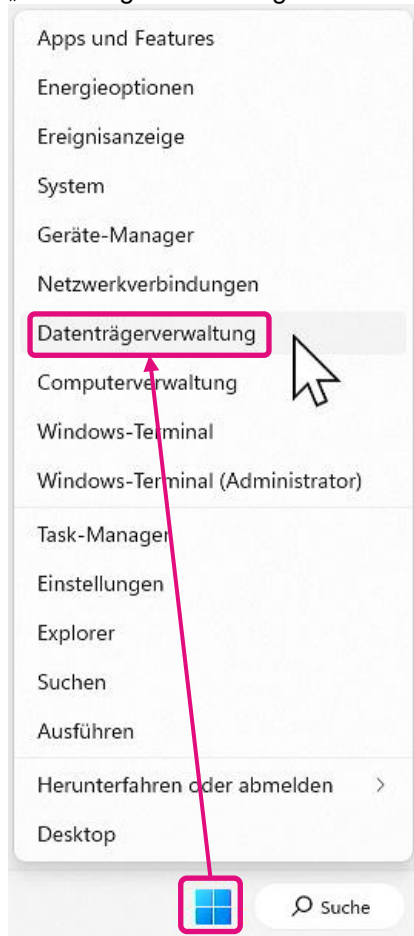 Apps und Features
Energieoptionen
Ereignisanzeige
System
Geräte-Manager
Netzwerkverbindungen
Datenträgerverwaltung
Computerverwaltung
Windows-Terminal
Windows-Terminal (Administrator)
Task-Manager
Einstellungen
Explorer
Suchen
Ausführen
Herunterfahren oder abmelden
Desktop
Suche